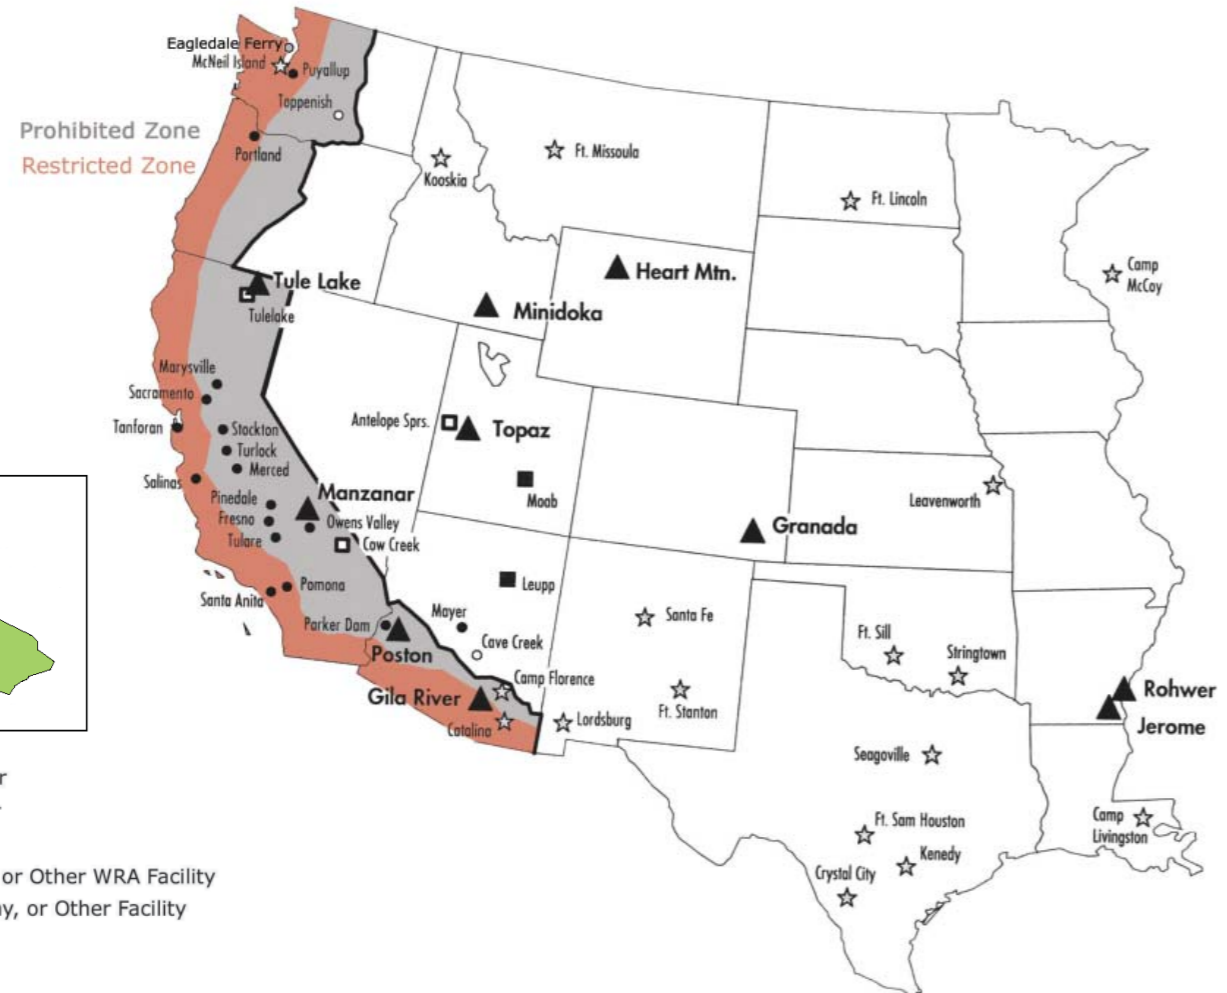 Eagledale Ferry
McNeil Island
Puyallup
Toppenish
Prohibited Zone
Restricted Zone
Portland
Kooskia
Ft. Missoula
Ft. Lincoln
Camp
McCoy
Heart Mtn.
Tule Lake
Tulelake
Minidoka
Marysville
Sacramento
Tanforan
Stockton
Turlock
Merced
Salinas
Pinedale
Fresno
Tulare
Manzanar
Owens Valley
Cow Creek
Antelope Sprs.
Topaz
Moab
Granada
Leavenworth
Leupp
Pomona
Santa Anita
Parker Dam
Poston
Mayer
Cave Creek
Camp Florence
Gila River
Catalina
Lordsburg
Santa Fe
Ft. Stanton
Ft. Sill
Stringtown
Rohwer
Jerome
Seagoville
Ft. Sam Houston
Kenedy
Crystal City
Camp
Livingston
or Other WRA Facility
or Other Facility